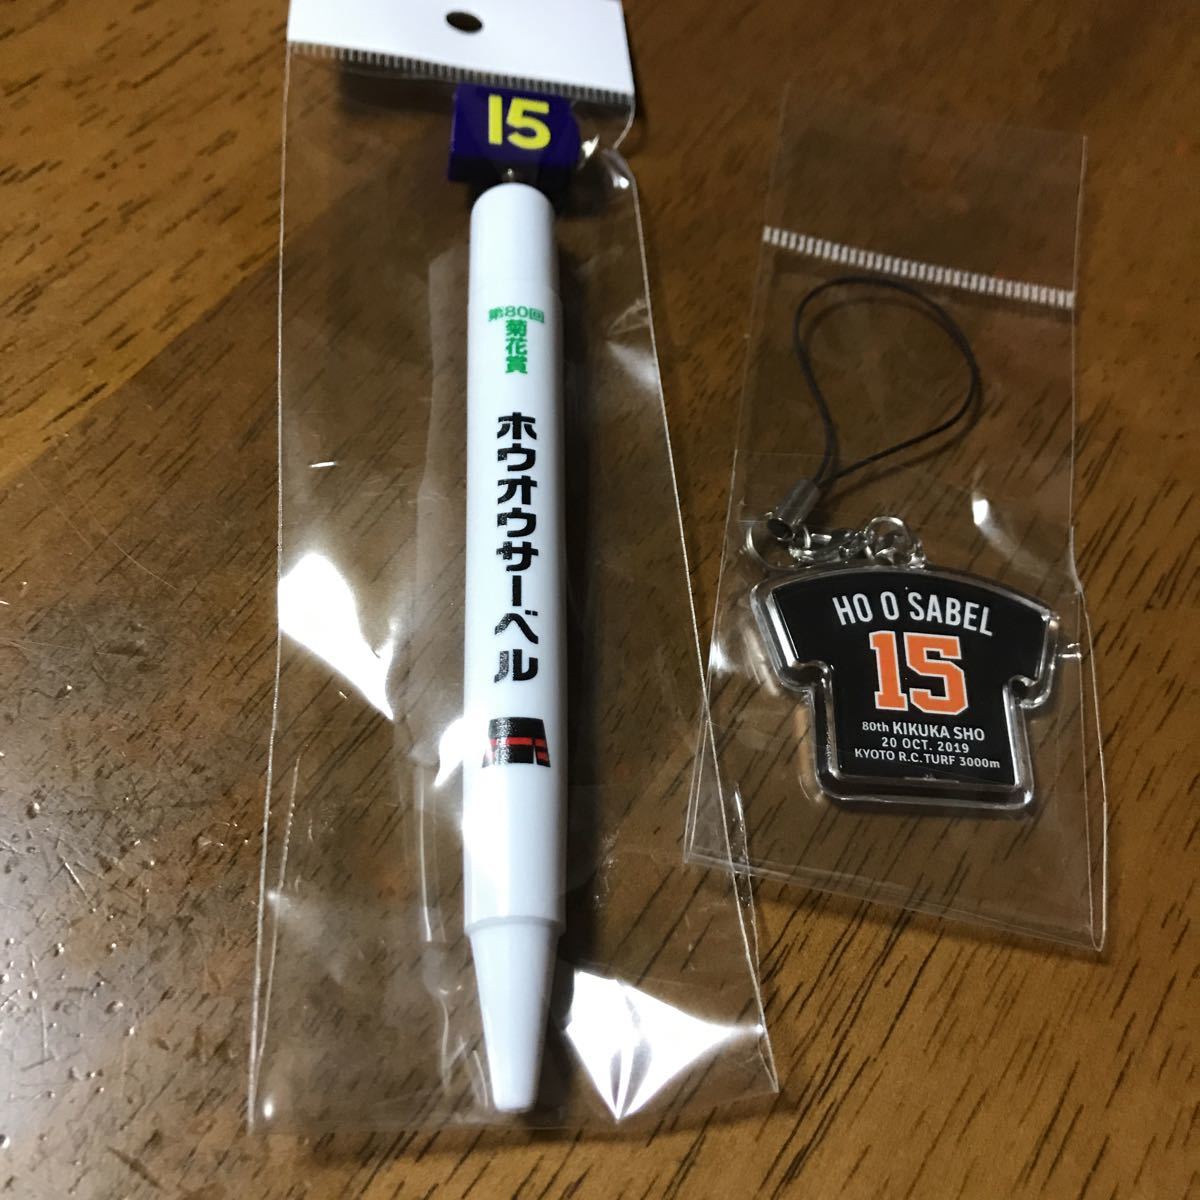 15
第80回
菊花賞
ホウオウサーベル
HO O SABEL
15
80th KIKUKA SHO
20 OCT. 2019
KYOTO R.C.TURF 3000m